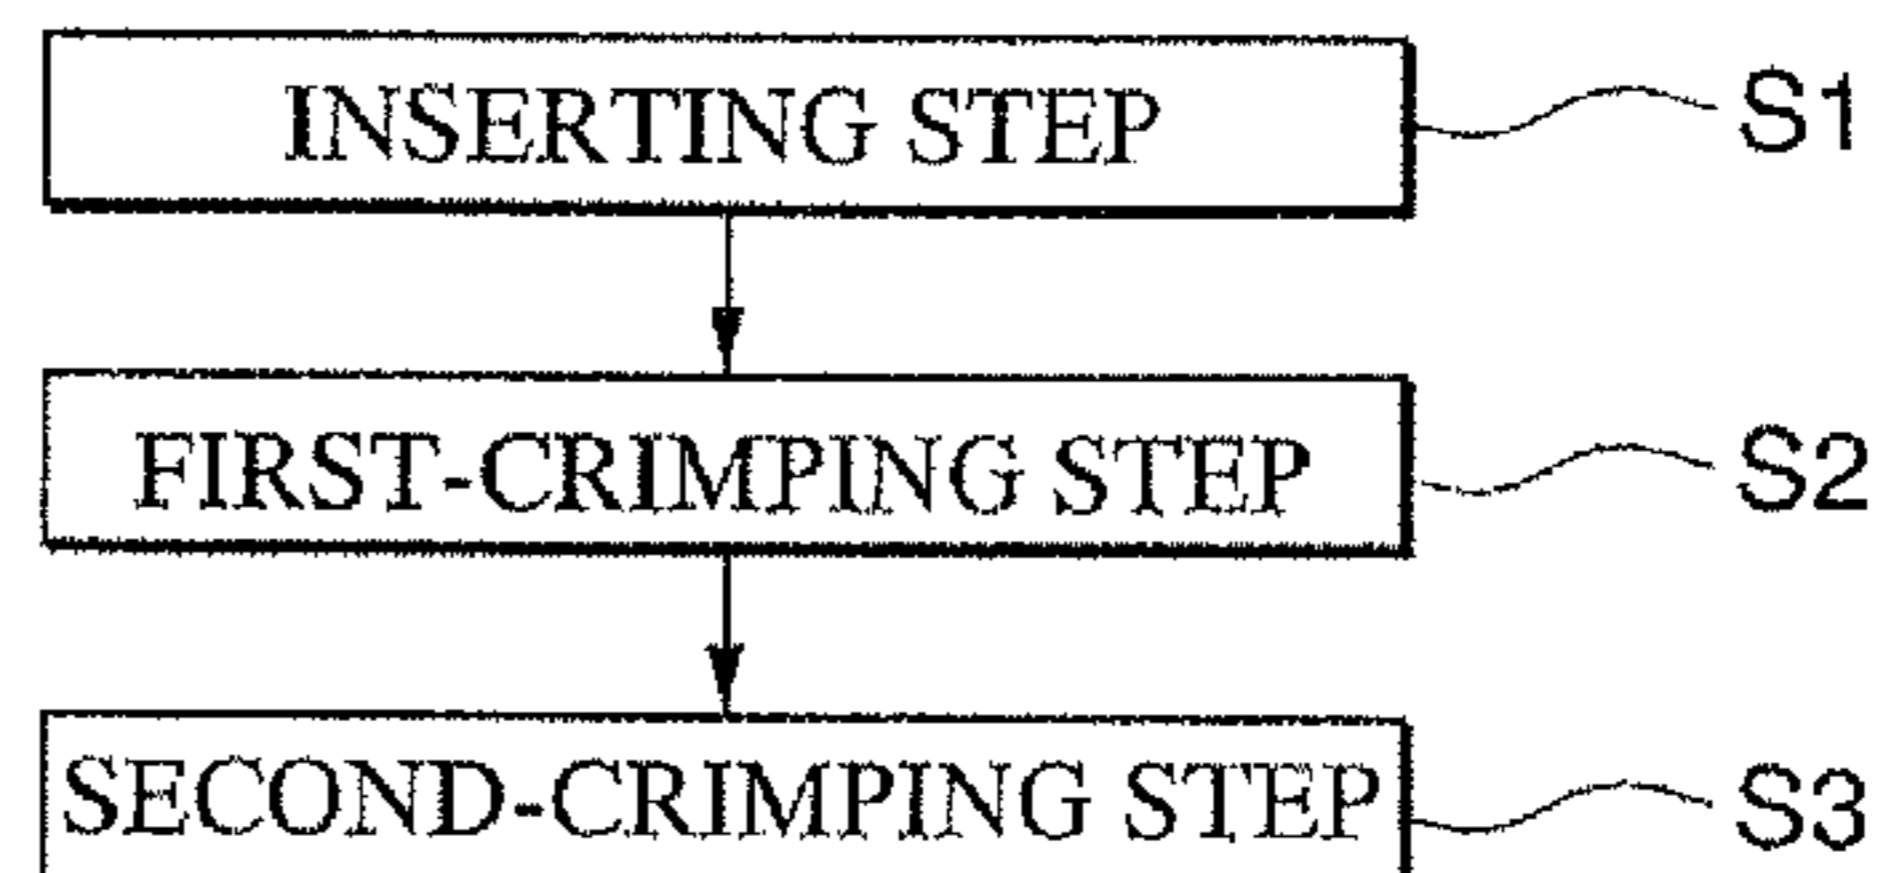 INSERTING STEP S1
FIRST-CRIMPING STEP S2
SECOND-CRIMPING STEP S3